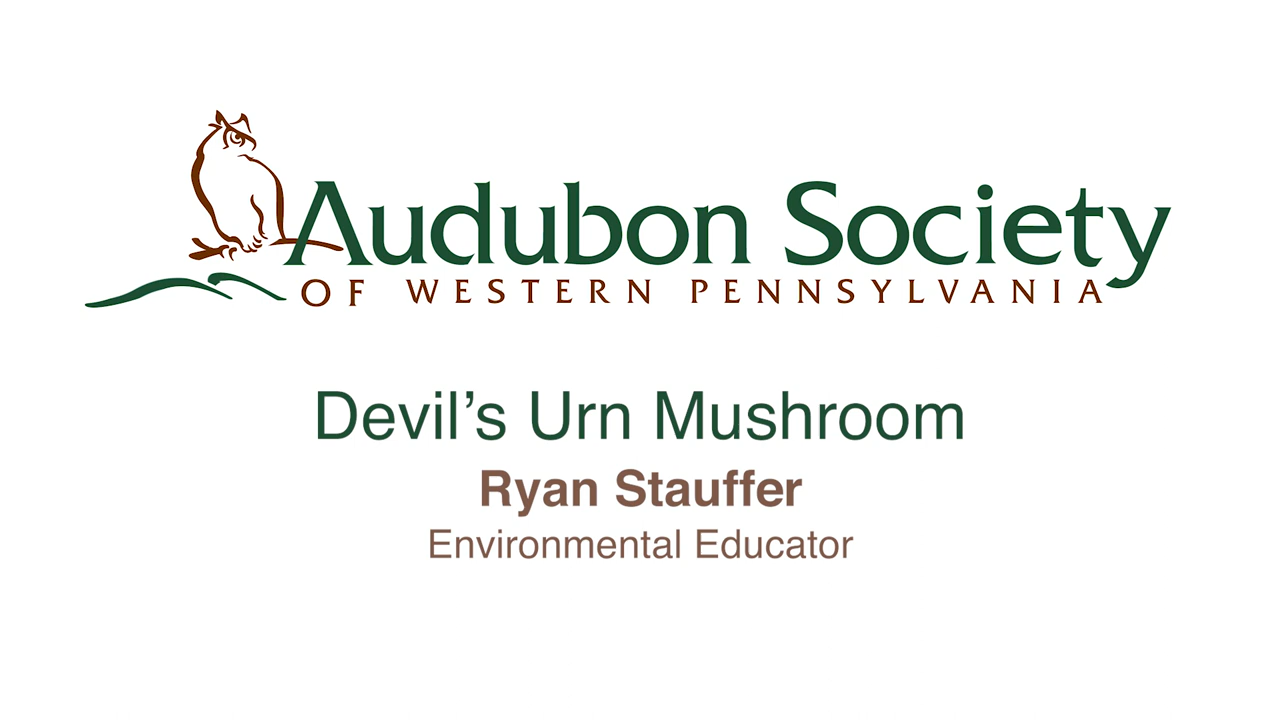 Audubon Society
OF WESTERN PENNSYLVANIA
Devil’s Urn Mushroom
Ryan Stauffer
Environmental Educator